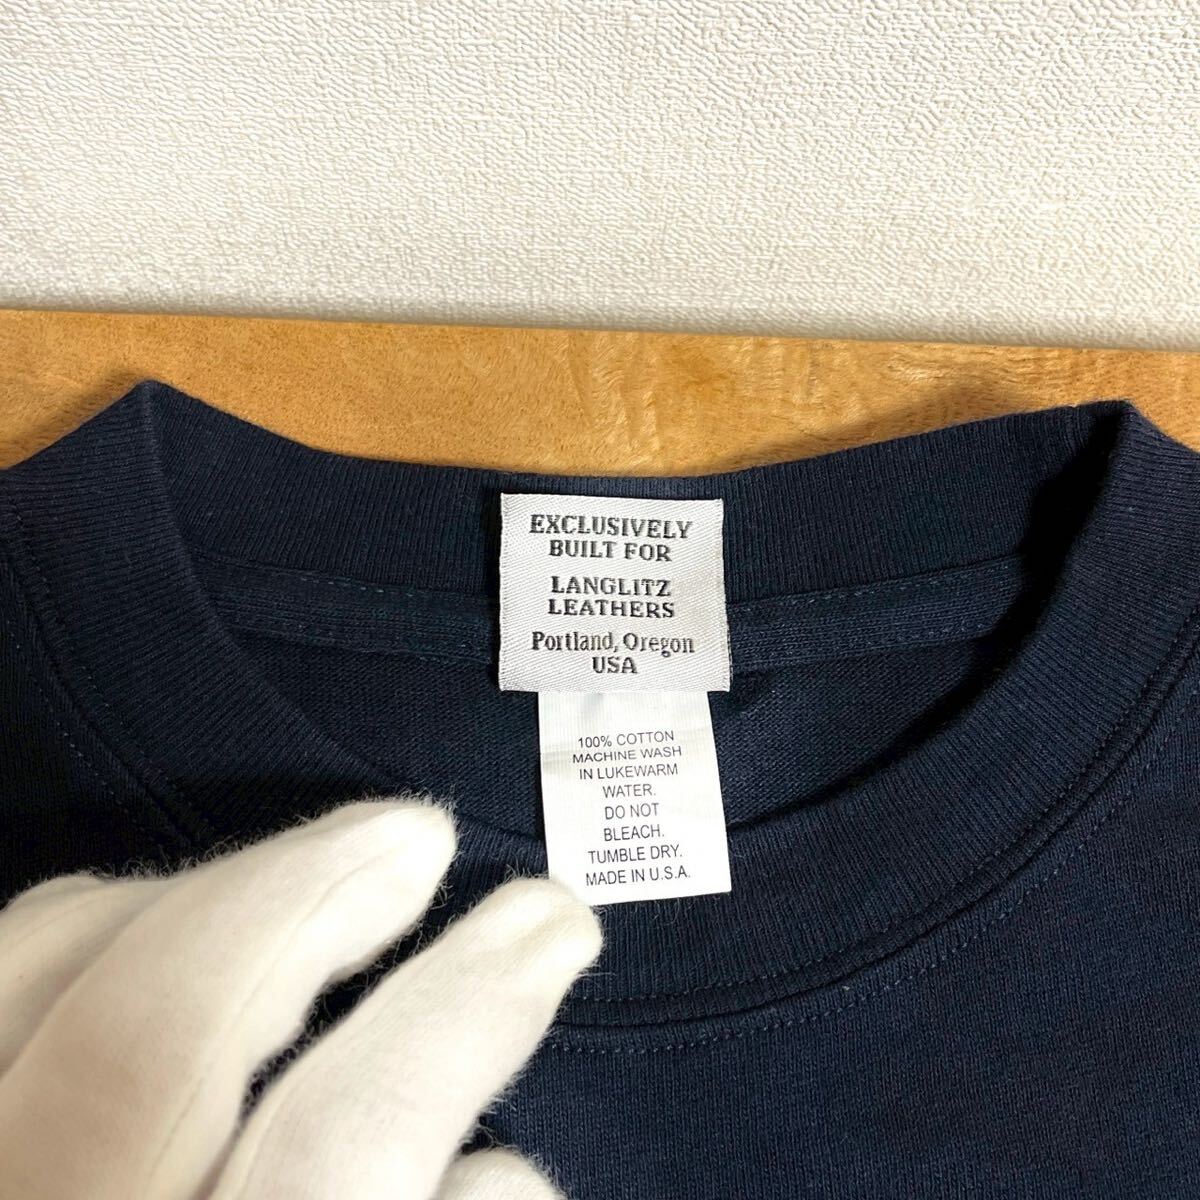 EXCLUSIVELY
BUILT FOR
LANGLITZ
LEATHERS
Portland, Oregon
USA
100% COTTON
MACHINE WASH
IN LUKEWARM
WATER.
DO NOT
BLEACH.
TUMBLE DRY.
MADE IN U.S.A.